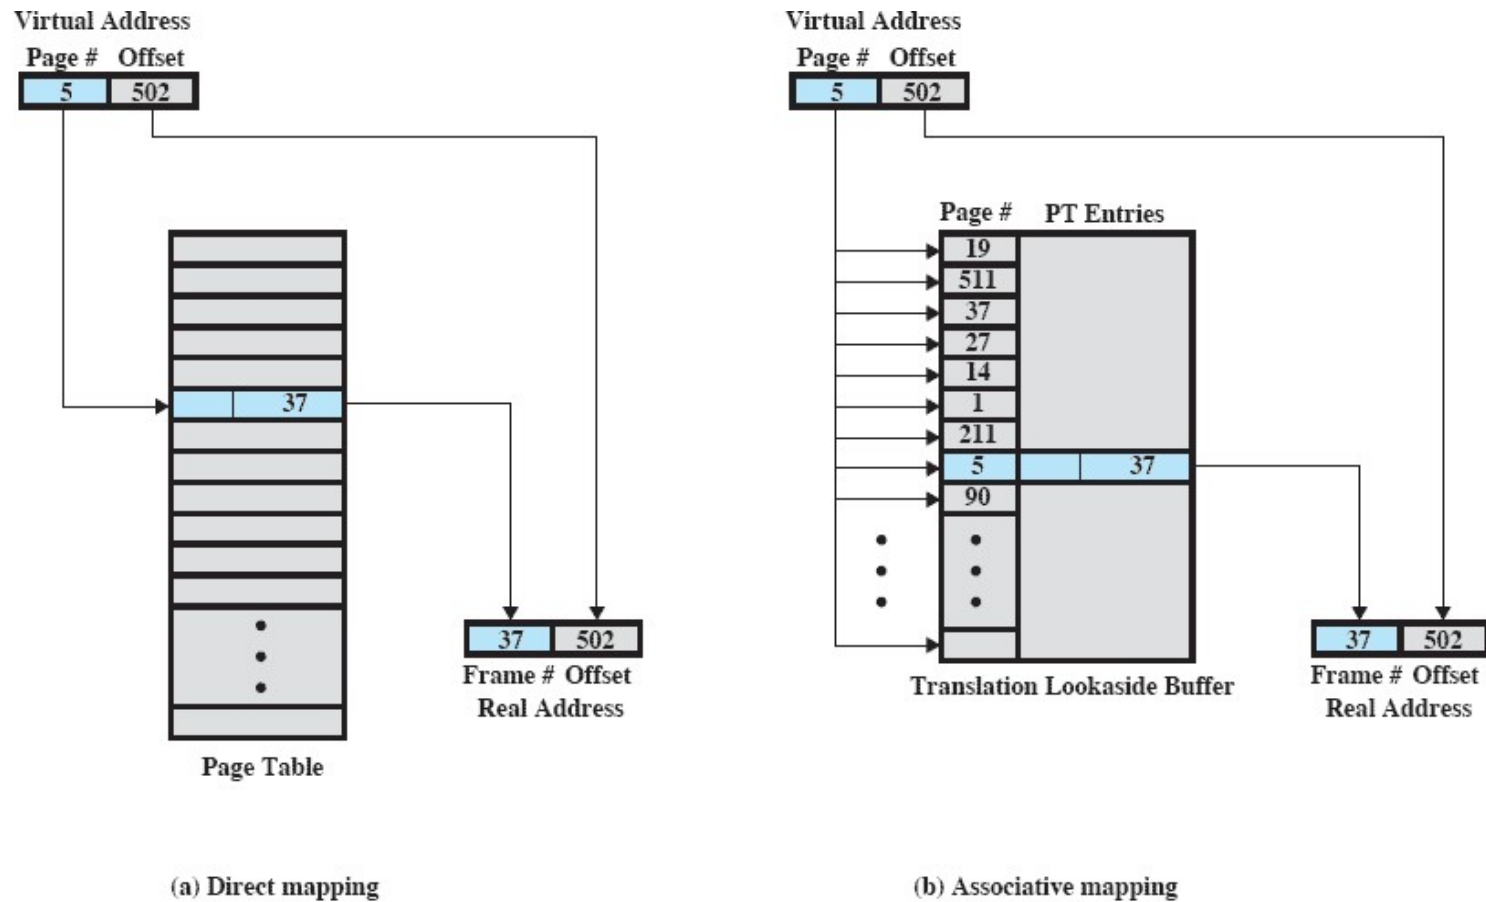 Virtual Address
Page # Offset
5 502
37
37 502
Frame # Offset
Real Address
Page Table
(a) Direct mapping
Virtual Address
Page # Offset
5 502
Page # PT Entries
19
511
37
27
14
1
211
5 37
90
37 502
Frame # Offset
Real Address
Translation Lookaside Buffer
(b) Associative mapping